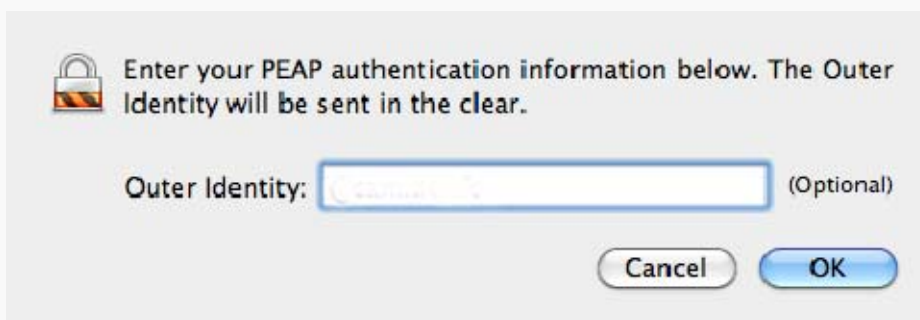 Enter your PEAP authentication information below. The Outer
Identity will be sent in the clear.
Outer Identity: (Optional)
Cancel OK